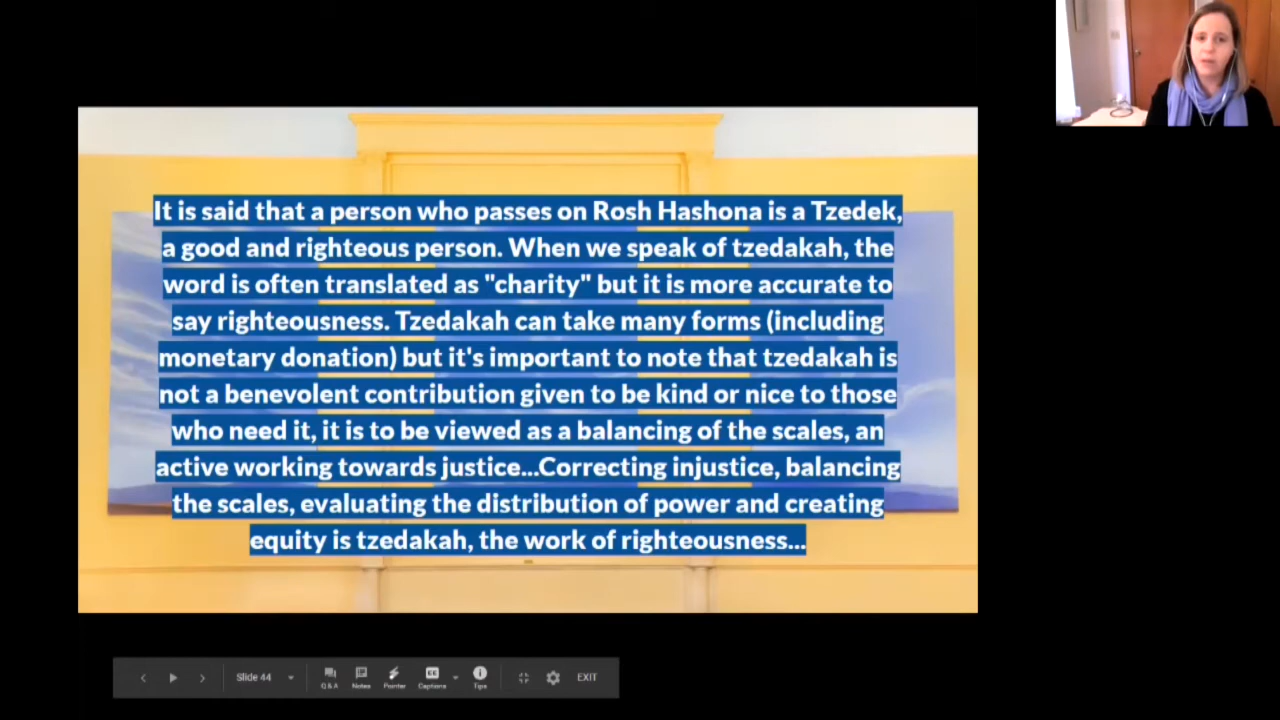 It is said that a person who passes on Rosh Hashona is a Tzedek,
a good and righteous person. When we speak of tzedakah, the
word is often translated as "charity" but it is more accurate to
say righteousness. Tzedakah can take many forms (including
monetary donation) but it's important to note that tzedakah is
not a benevolent contribution given to be kind or nice to those
who need it, it is to be viewed as a balancing of the scales, an
active working towards justice...Correcting injustice, balancing
the scales, evaluating the distribution of power and creating
equity is tzedakah, the work of righteousness...
Slide 44
Q & A
Notes
Pointer
CC
Captions
Tips
EXIT